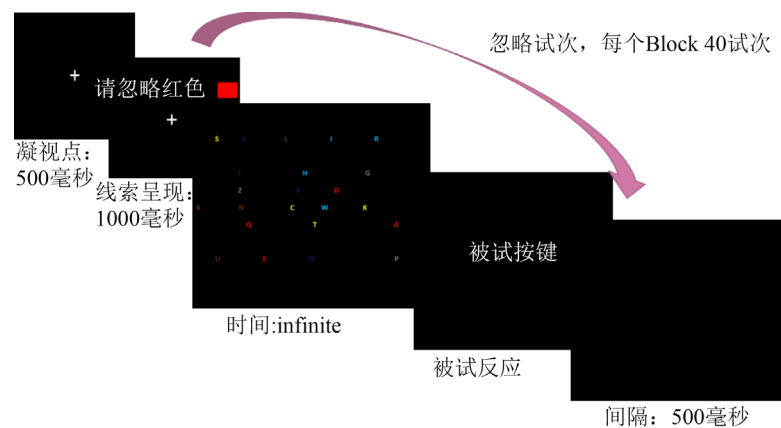 忽略试次，每个Block 40试次
+
请忽略红色
+
凝视点：
500毫秒
线索呈现：
1000毫秒
S Y L I R
I H G
Z X D
B N C W K
Q T A
U F O P
时间:infinite
被试按键
被试反应
间隔：500毫秒